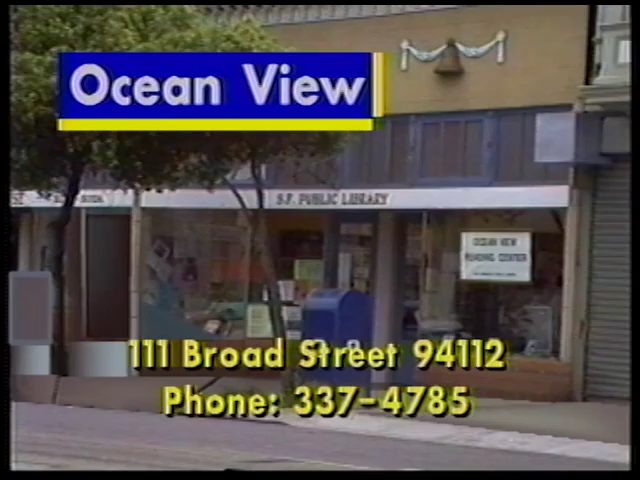 Ocean View
S.F. PUBLIC LIBRARY
OCEAN VIEW
READING CENTER
111 Broad Street 94112
Phone: 337-4785